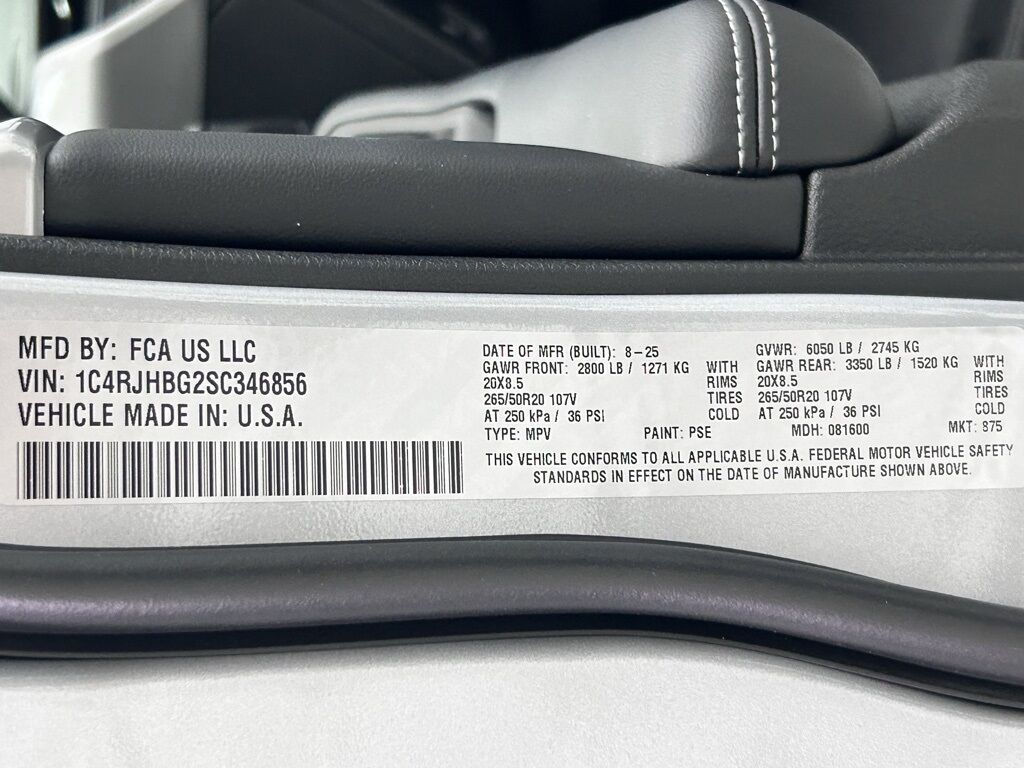 MFD BY: FCA US LLC
VIN: 1C4RJHBG2SC346856
VEHICLE MADE IN: U.S.A.
DATE OF MFR (BUILT): 8-25
GAWR FRONT: 2800 LB / 1271 KG WITH
20X8.5 RIMS
265/50R20 107V TIRES
AT 250 kPa / 36 PSI COLD
TYPE: MPV PAINT: PSE
GVWR: 6050 LB / 2745 KG
GAWR REAR: 3350 LB / 1520 KG WITH
20X8.5 RIMS
265/50R20 107V TIRES
AT 250 kPa / 36 PSI COLD
MDH: 081600 MKT: 875
THIS VEHICLE CONFORMS TO ALL APPLICABLE U.S.A. FEDERAL MOTOR VEHICLE SAFETY
STANDARDS IN EFFECT ON THE DATE OF MANUFACTURE SHOWN ABOVE.